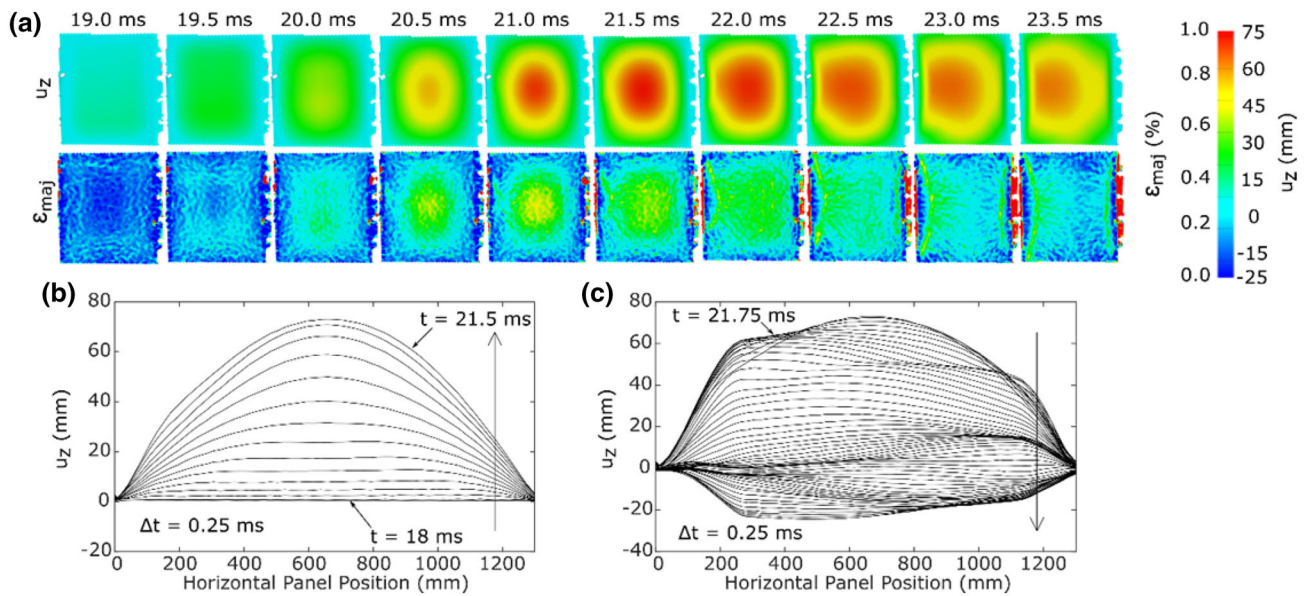 (a)
19.0 ms 19.5 ms 20.0 ms 20.5 ms 21.0 ms 21.5 ms 22.0 ms 22.5 ms 23.0 ms 23.5 ms
u_z
ε_maj
ε_maj (%)
1.0
0.8
0.6
0.4
0.2
0.0
75
60
45
30
15
0
-15
-25
u_z (mm)
(b)
u_z (mm)
80
60
40
20
0
-20
t = 21.5 ms
t = 18 ms
Δt = 0.25 ms
0 200 400 600 800 1000 1200
Horizontal Panel Position (mm)
(c)
u_z (mm)
80
60
40
20
0
-20
-40
t = 21.75 ms
Δt = 0.25 ms
0 200 400 600 800 1000 1200
Horizontal Panel Position (mm)